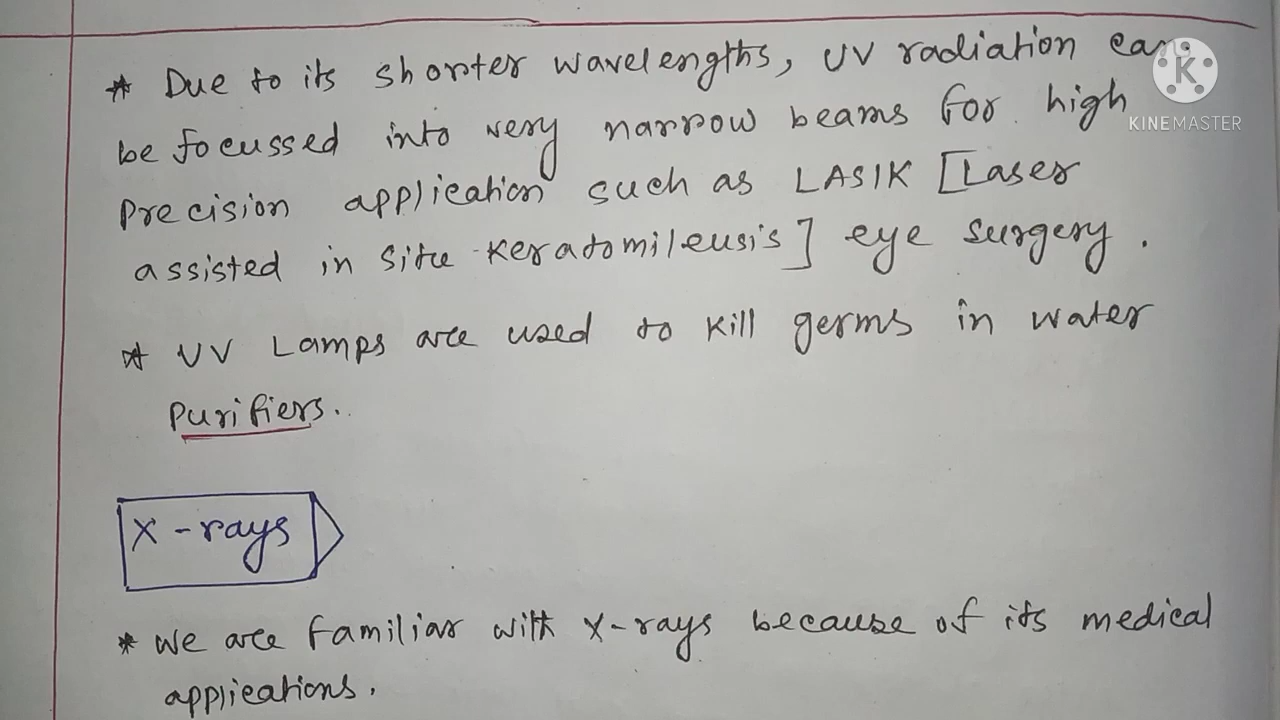 * Due to its shorter wavelengths, UV radiation can
be focussed into very narrow beams for high
KINEMASTER
precision application such as LASIK [Laser
assisted in situ keratomileusis] eye surgery.
* UV Lamps are used to kill germs in water
purifiers.
X-rays
* We are familiar with X-rays because of its medical
applications.